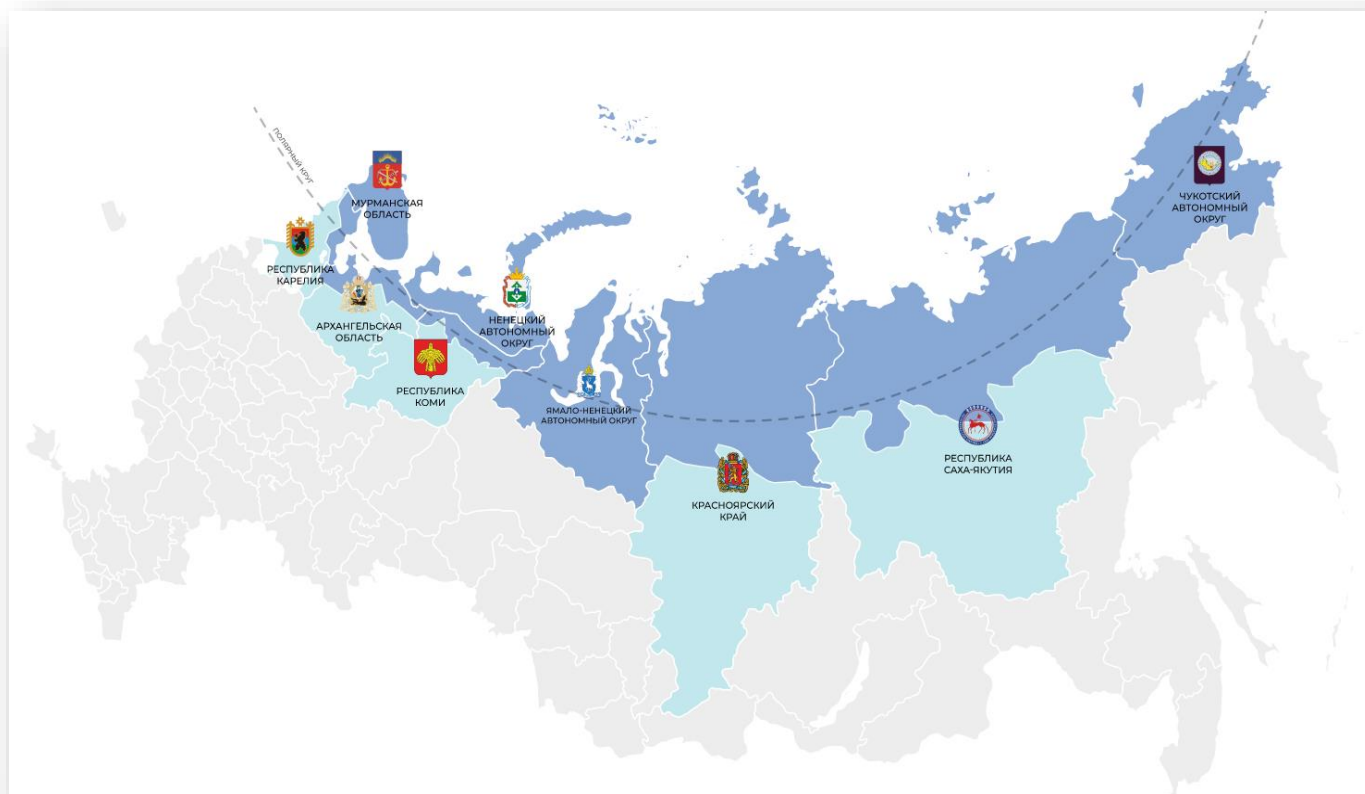 ПОЛЯРНЫЙ КРУГ
МУРМАНСКАЯ
ОБЛАСТЬ
ЧУКОТСКИЙ
АВТОНОМНЫЙ
ОКРУГ
РЕСПУБЛИКА
КАРЕЛИЯ
АРХАНГЕЛЬСКАЯ
ОБЛАСТЬ
НЕНЕЦКИЙ
АВТОНОМНЫЙ
ОКРУГ
РЕСПУБЛИКА
КОМИ
ЯМАЛО-НЕНЕЦКИЙ
АВТОНОМНЫЙ ОКРУГ
РЕСПУБЛИКА
САХА-ЯКУТИЯ
КРАСНОЯРСКИЙ
КРАЙ